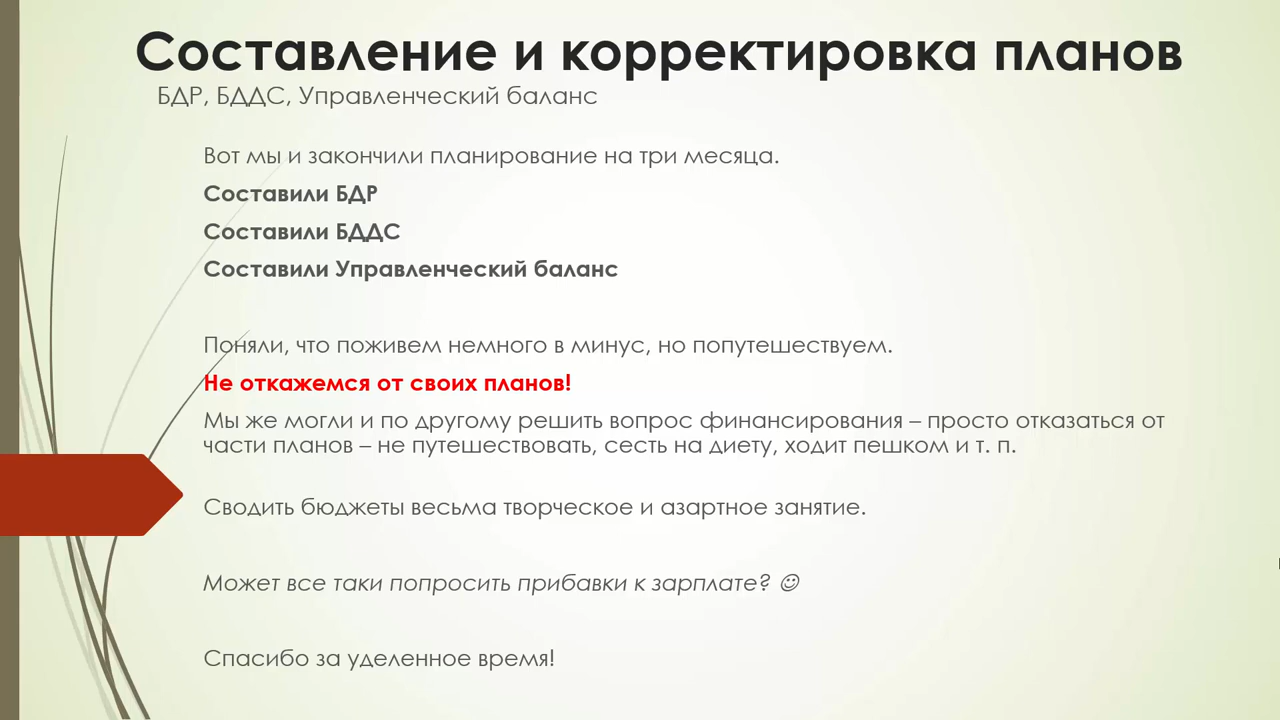 Составление и корректировка планов
БДР, БДДС, Управленческий баланс
Вот мы и закончили планирование на три месяца.
Составили БДР
Составили БДДС
Составили Управленческий баланс
Поняли, что поживем немного в минус, но попутешествуем.
Не откажемся от своих планов!
Мы же могли и по другому решить вопрос финансирования – просто отказаться от
части планов – не путешествовать, сесть на диету, ходит пешком и т. п.
Сводить бюджеты весьма творческое и азартное занятие.
Может все таки попросить прибавки к зарплате? ☺
Спасибо за уделенное время!